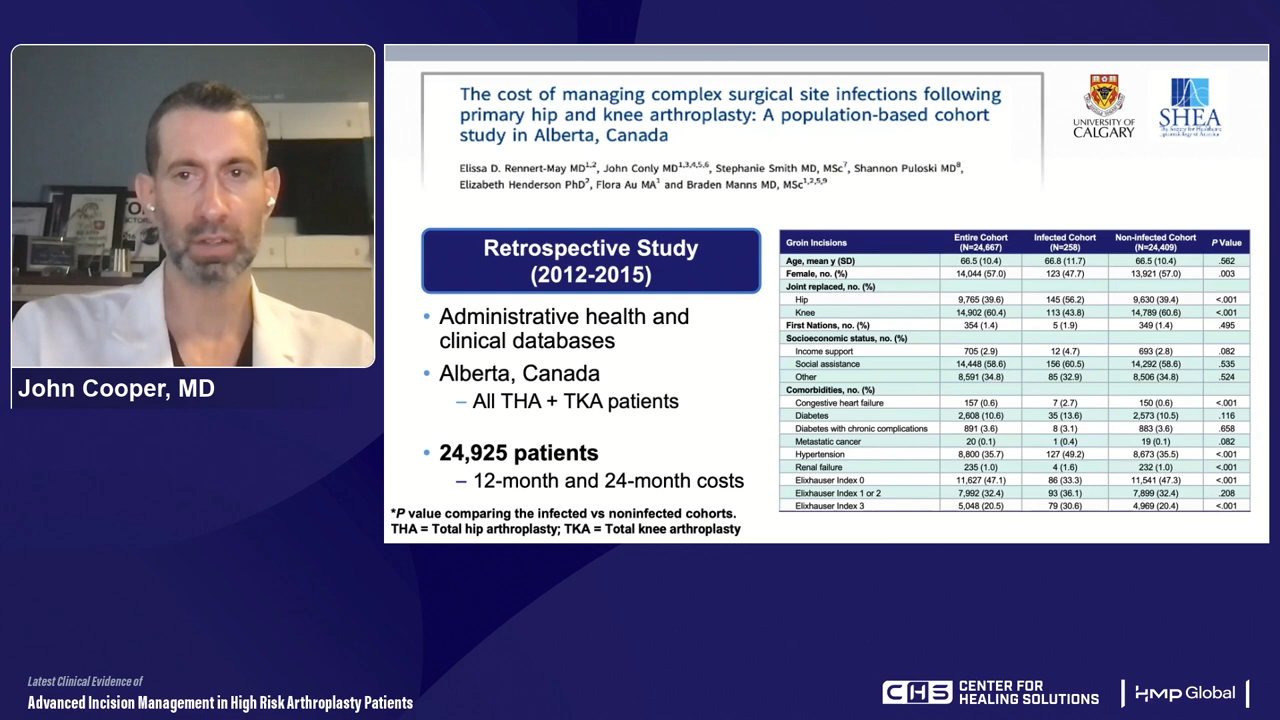 The cost of managing complex surgical site infections following
primary hip and knee arthroplasty: A population-based cohort
study in Alberta, Canada
Elissa D. Rennert-May MD1,2, John Conly MD1,3,4,5,6, Stephanie Smith MD, MSc7, Shannon Puloski MD8,
Elizabeth Henderson PhD2, Flora Au MA1 and Braden Manns MD, MSc1,2,5,9
UNIVERSITY OF
CALGARY
SHEA
Retrospective Study
(2012-2015)
• Administrative health and
clinical databases
• Alberta, Canada
– All THA + TKA patients
• 24,925 patients
– 12-month and 24-month costs
*P value comparing the infected vs noninfected cohorts.
THA = Total hip arthroplasty; TKA = Total knee arthroplasty
Groin Incisions Entire Cohort (N=24,667) Infected Cohort (N=258) Non-infected Cohort (N=24,409) P Value
Age, mean y (SD) 66.5 (10.4) 66.8 (11.7) 66.5 (10.4) .562
Female, no. (%) 14,044 (57.0) 123 (47.7) 13,921 (57.0) .003
Joint replaced, no. (%)
Hip 9,765 (39.6) 145 (56.2) 9,630 (39.4) <.001
Knee 14,902 (60.4) 113 (43.8) 14,789 (60.6) <.001
First Nations, no. (%) 354 (1.4) 5 (1.9) 349 (1.4) .495
Socioeconomic status, no. (%)
Income support 705 (2.9) 12 (4.7) 693 (2.8) .082
Social assistance 14,448 (58.6) 156 (60.5) 14,292 (58.6) .535
Other 8,591 (34.8) 85 (32.9) 8,506 (34.8) .524
Comorbidities, no. (%)
Congestive heart failure 157 (0.6) 7 (2.7) 150 (0.6) <.001
Diabetes 2,608 (10.6) 35 (13.6) 2,573 (10.5) .116
Diabetes with chronic complications 891 (3.6) 8 (3.1) 883 (3.6) .658
Metastatic cancer 20 (0.1) 1 (0.4) 19 (0.1) .082
Hypertension 8,800 (35.7) 127 (49.2) 8,673 (35.5) <.001
Renal failure 235 (1.0) 4 (1.6) 232 (1.0) <.001
Elixhauser Index 0 11,627 (47.1) 86 (33.3) 11,541 (47.3) <.001
Elixhauser Index 1 or 2 7,992 (32.4) 93 (36.1) 7,899 (32.4) .208
Elixhauser Index 3 5,048 (20.5) 79 (30.6) 4,969 (20.4) <.001
John Cooper, MD
Latest Clinical Evidence of
Advanced Incision Management in High Risk Arthroplasty Patients
CHS CENTER FOR
HEALING SOLUTIONS
HMP Global